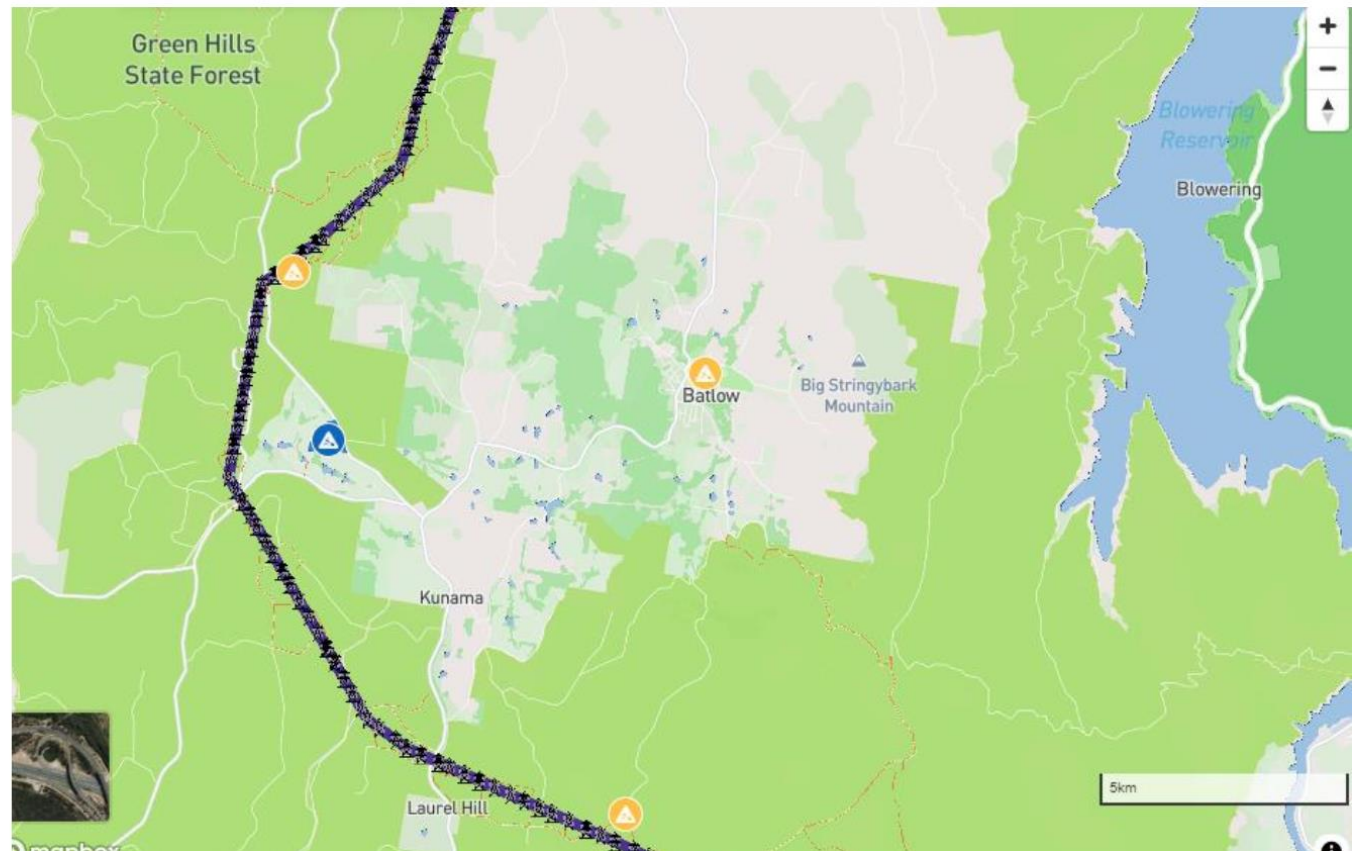 Green Hills
State Forest
+
−
Blowering
Reservoir
Blowering
Batlow
Big Stringybark
Mountain
Kunama
5km
Laurel Hill
mapbox